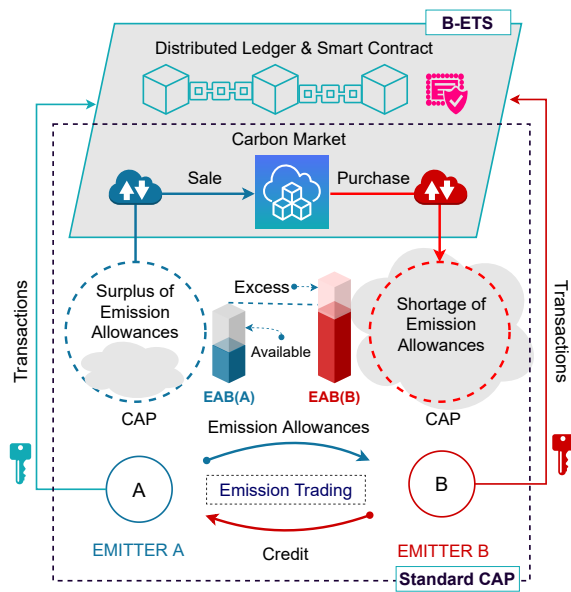 B-ETS
Distributed Ledger & Smart Contract
Carbon Market
Sale
Purchase
Transactions
Surplus of
Emission
Allowances
Excess
Available
Shortage of
Emission
Allowances
Transactions
EAB(A)
EAB(B)
CAP
CAP
Emission Allowances
A
Emission Trading
B
EMITTER A
Credit
EMITTER B
Standard CAP